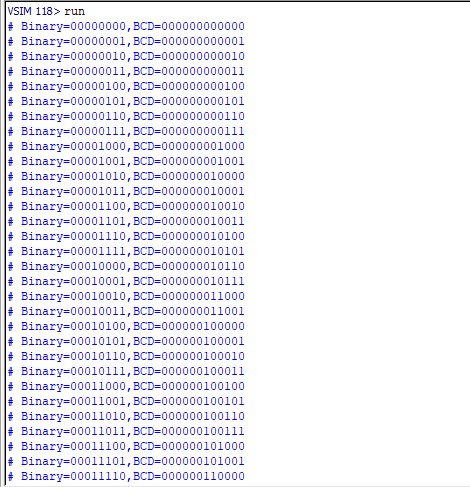 VSIM 118> run
# Binary=00000000,BCD=000000000000
# Binary=00000001,BCD=000000000001
# Binary=00000010,BCD=000000000010
# Binary=00000011,BCD=000000000011
# Binary=00000100,BCD=000000000100
# Binary=00000101,BCD=000000000101
# Binary=00000110,BCD=000000000110
# Binary=00000111,BCD=000000000111
# Binary=00001000,BCD=000000001000
# Binary=00001001,BCD=000000001001
# Binary=00001010,BCD=000000010000
# Binary=00001011,BCD=000000010001
# Binary=00001100,BCD=000000010010
# Binary=00001101,BCD=000000010011
# Binary=00001110,BCD=000000010100
# Binary=00001111,BCD=000000010101
# Binary=00010000,BCD=000000010110
# Binary=00010001,BCD=000000010111
# Binary=00010010,BCD=000000011000
# Binary=00010011,BCD=000000011001
# Binary=00010100,BCD=000000100000
# Binary=00010101,BCD=000000100001
# Binary=00010110,BCD=000000100010
# Binary=00010111,BCD=000000100011
# Binary=00011000,BCD=000000100100
# Binary=00011001,BCD=000000100101
# Binary=00011010,BCD=000000100110
# Binary=00011011,BCD=000000100111
# Binary=00011100,BCD=000000101000
# Binary=00011101,BCD=000000101001
# Binary=00011110,BCD=000000110000